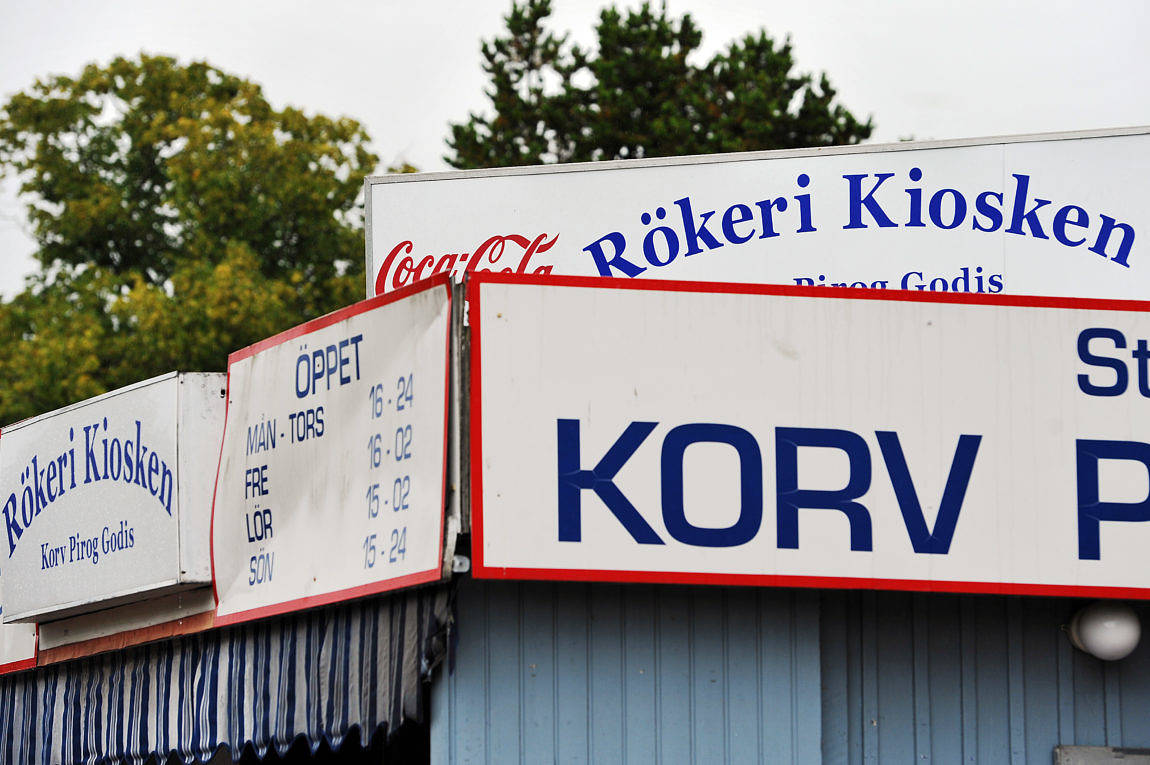 Coca-Cola
Rökeri Kiosken
Pirog Godis
ÖPPET
MÅN - TORS 16 - 24
FRE 16 - 02
LÖR 15 - 02
SÖN 15 - 24
Rökeri Kiosken
Korv Pirog Godis
KORV